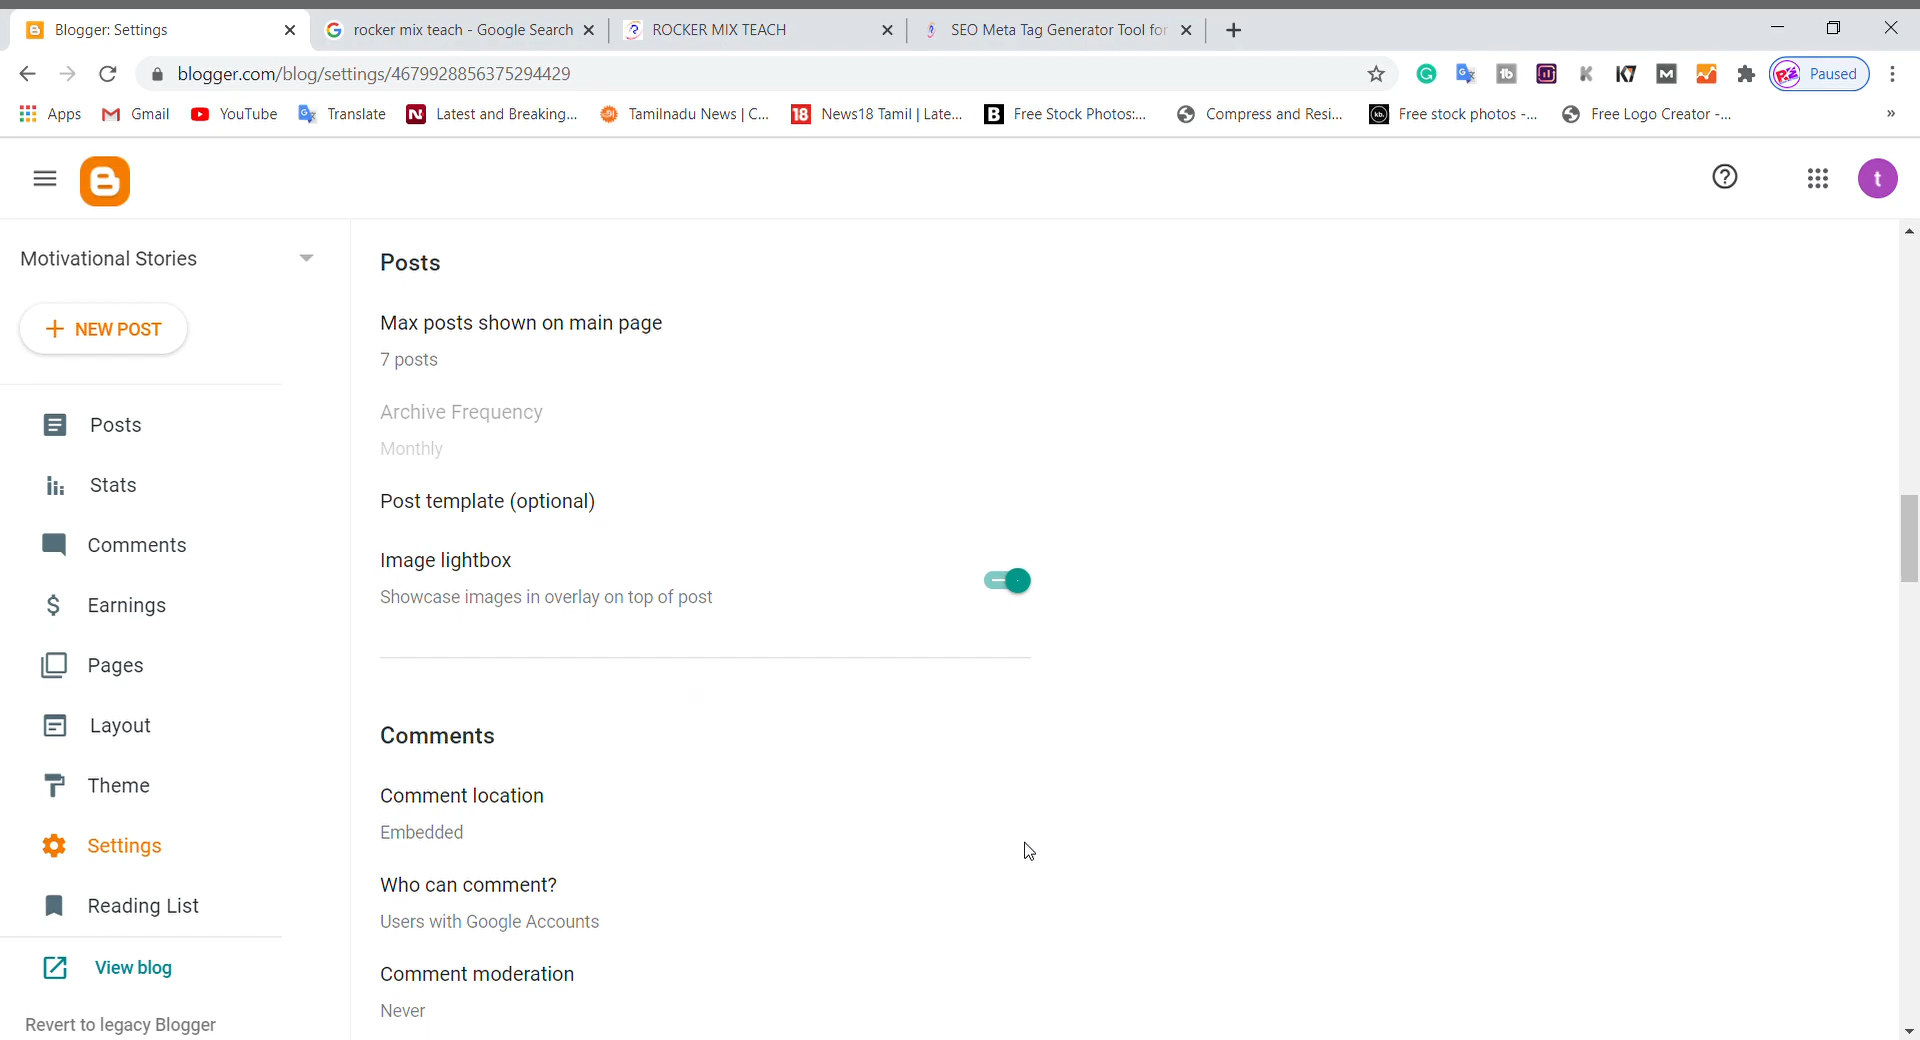 Blogger: Settings
rocker mix teach - Google Search
ROCKER MIX TEACH
SEO Meta Tag Generator Tool for
blogger.com/blog/settings/4679928856375294429
Paused
Apps
Gmail
YouTube
Translate
Latest and Breaking...
Tamilnadu News | C...
18
News18 Tamil | Late...
Free Stock Photos:...
Compress and Resi...
kb.
Free stock photos -...
Free Logo Creator -...
»
t
Motivational Stories
NEW POST
Posts
Stats
Comments
Earnings
Pages
Layout
Theme
Settings
Reading List
View blog
Revert to legacy Blogger
Posts
Max posts shown on main page
7 posts
Archive Frequency
Monthly
Post template (optional)
Image lightbox
Showcase images in overlay on top of post
Comments
Comment location
Embedded
Who can comment?
Users with Google Accounts
Comment moderation
Never